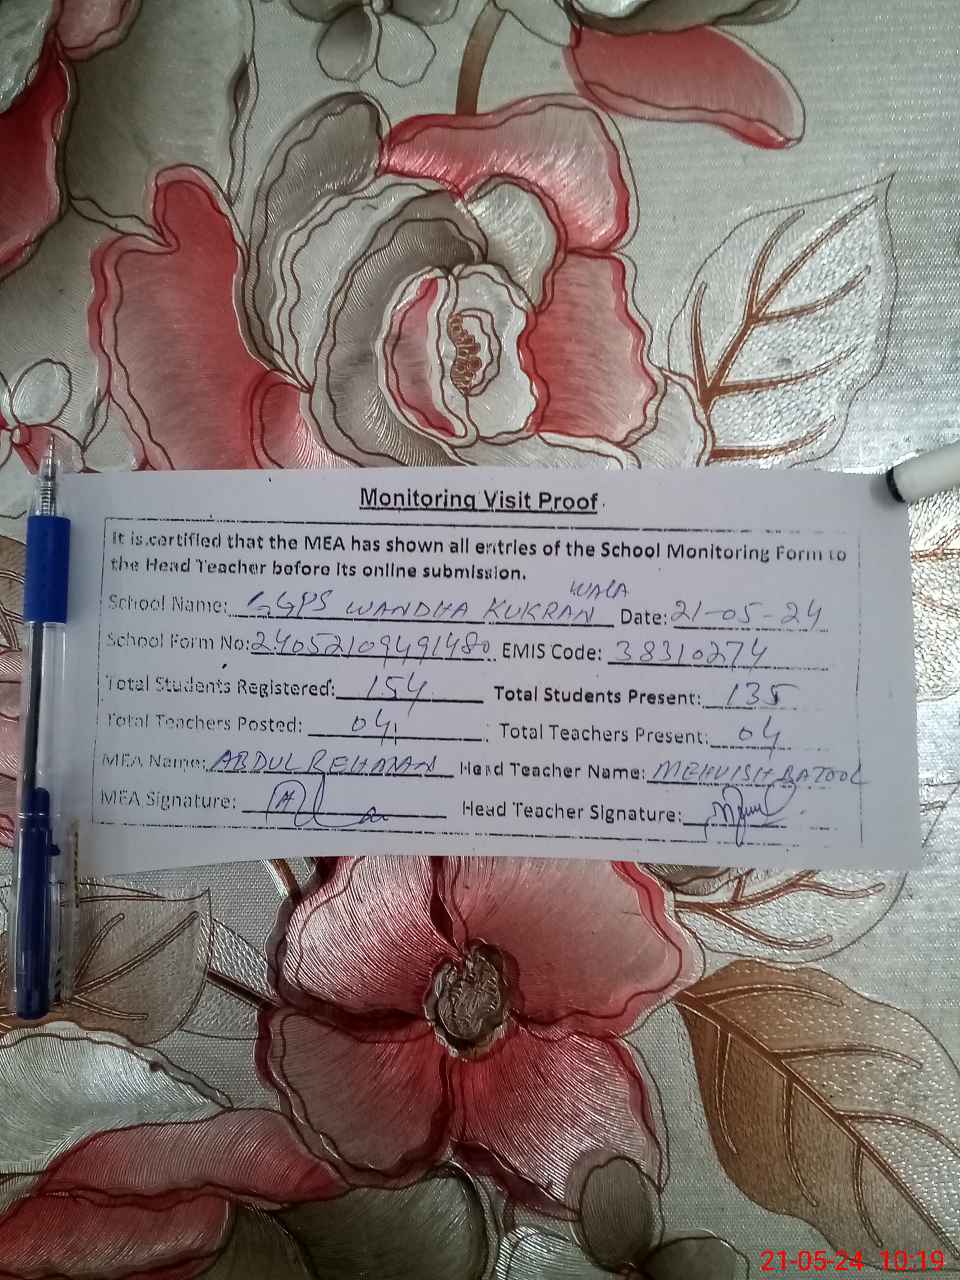 Monitoring Visit Proof
It is certified that the MEA has shown all entries of the School Monitoring Form to
the Head Teacher before its online submission.
WALA
School Name: GGPS WANDHA KUKRAN Date: 21-05-24
School Form No: 24052109491480 EMIS Code: 38310274
Total Students Registered: 154 Total Students Present: 135
Total Teachers Posted: 04 Total Teachers Present: 04
MEA Name: ABDUL REHMAN Head Teacher Name: MEHVISH BATOOL
MEA Signature: Head Teacher Signature:
21-05-24 10:19